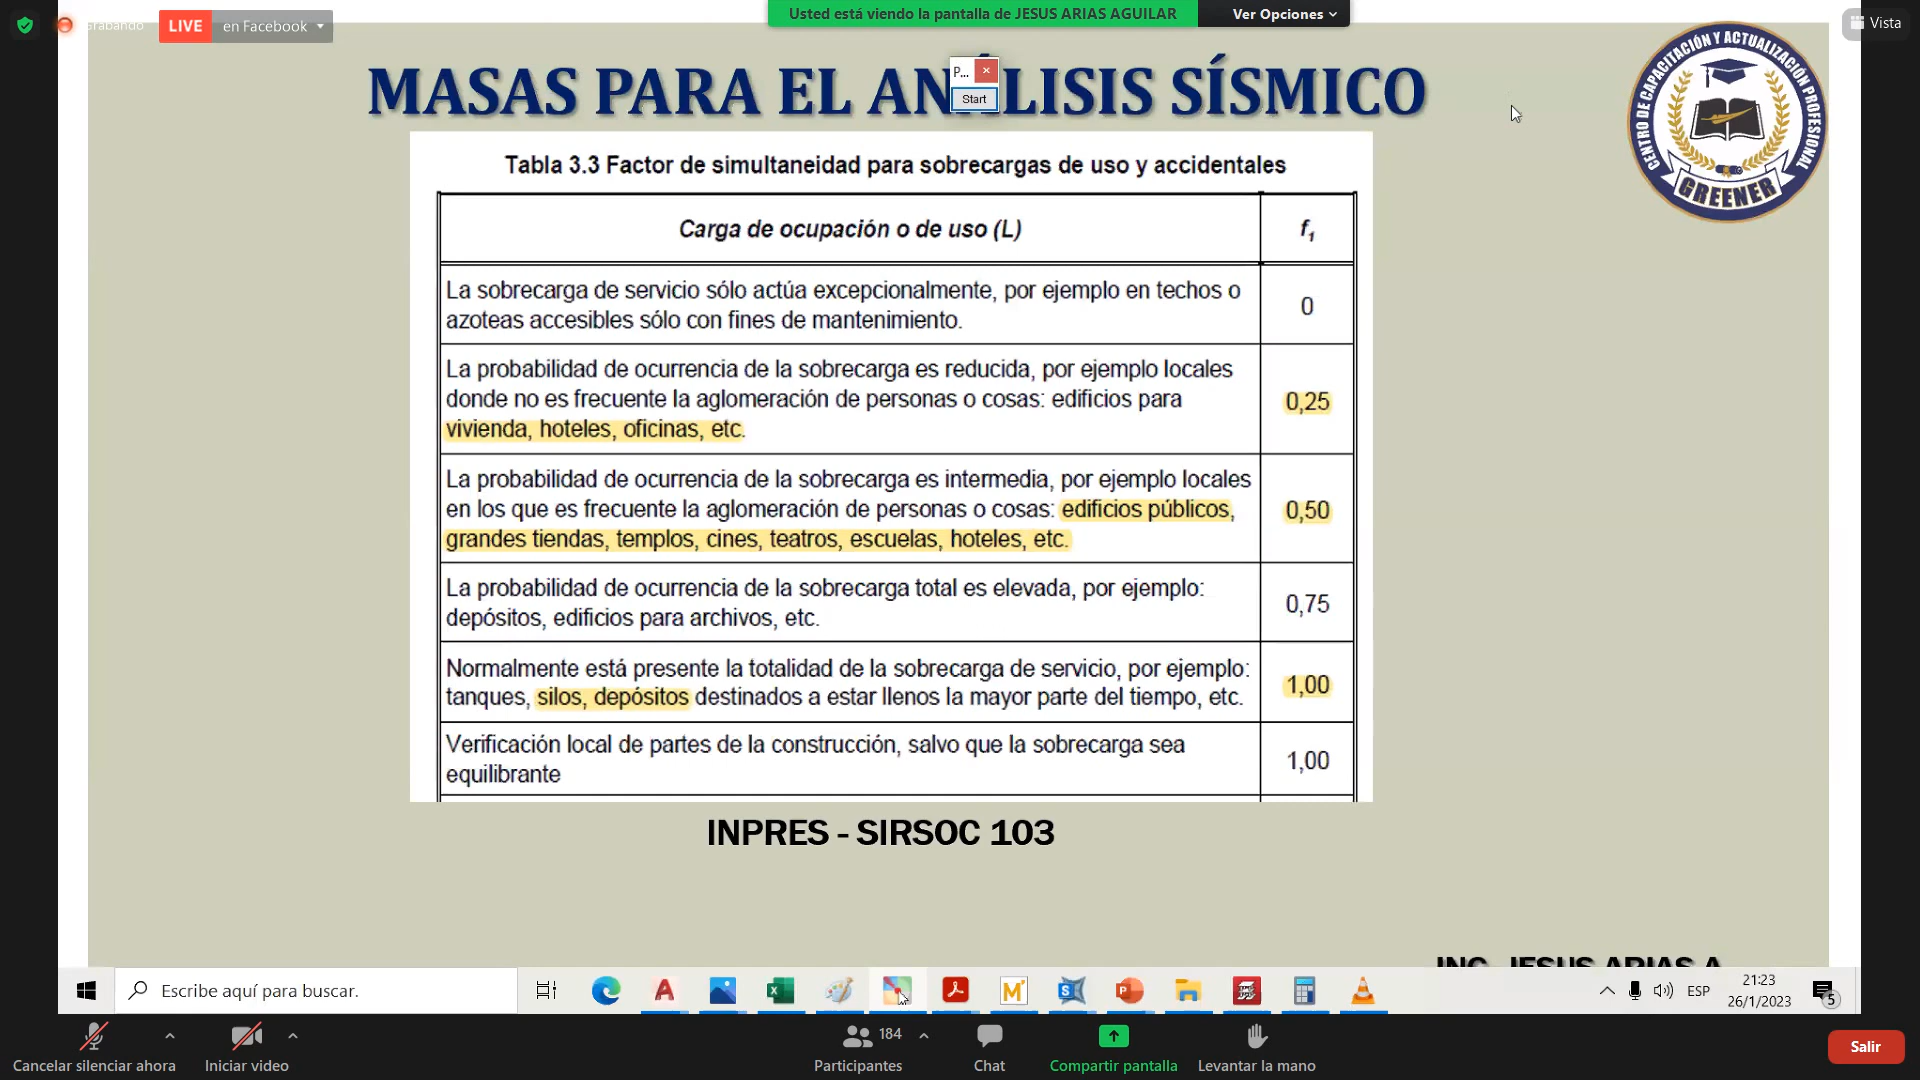 Grabando
LIVE
en Facebook
Usted está viendo la pantalla de JESUS ARIAS AGUILAR
Ver Opciones
Vista
P...
Start
MASAS PARA EL ANÁLISIS SÍSMICO
CENTRO DE CAPACITACIÓN Y ACTUALIZACIÓN PROFESIONAL
GREENER
Tabla 3.3 Factor de simultaneidad para sobrecargas de uso y accidentales
Carga de ocupación o de uso (L)
f1
La sobrecarga de servicio sólo actúa excepcionalmente, por ejemplo en techos o
azoteas accesibles sólo con fines de mantenimiento.
0
La probabilidad de ocurrencia de la sobrecarga es reducida, por ejemplo locales
donde no es frecuente la aglomeración de personas o cosas: edificios para
vivienda, hoteles, oficinas, etc.
0,25
La probabilidad de ocurrencia de la sobrecarga es intermedia, por ejemplo locales
en los que es frecuente la aglomeración de personas o cosas: edificios públicos,
grandes tiendas, templos, cines, teatros, escuelas, hoteles, etc.
0,50
La probabilidad de ocurrencia de la sobrecarga total es elevada, por ejemplo:
depósitos, edificios para archivos, etc.
0,75
Normalmente está presente la totalidad de la sobrecarga de servicio, por ejemplo:
tanques, silos, depósitos destinados a estar llenos la mayor parte del tiempo, etc.
1,00
Verificación local de partes de la construcción, salvo que la sobrecarga sea
equilibrante
1,00
INPRES - SIRSOC 103
ING. JESUS ARIAS A.
Escribe aquí para buscar.
ESP
21:23
26/1/2023
5
Cancelar silenciar ahora
Iniciar video
184
Participantes
Chat
Compartir pantalla
Levantar la mano
Salir